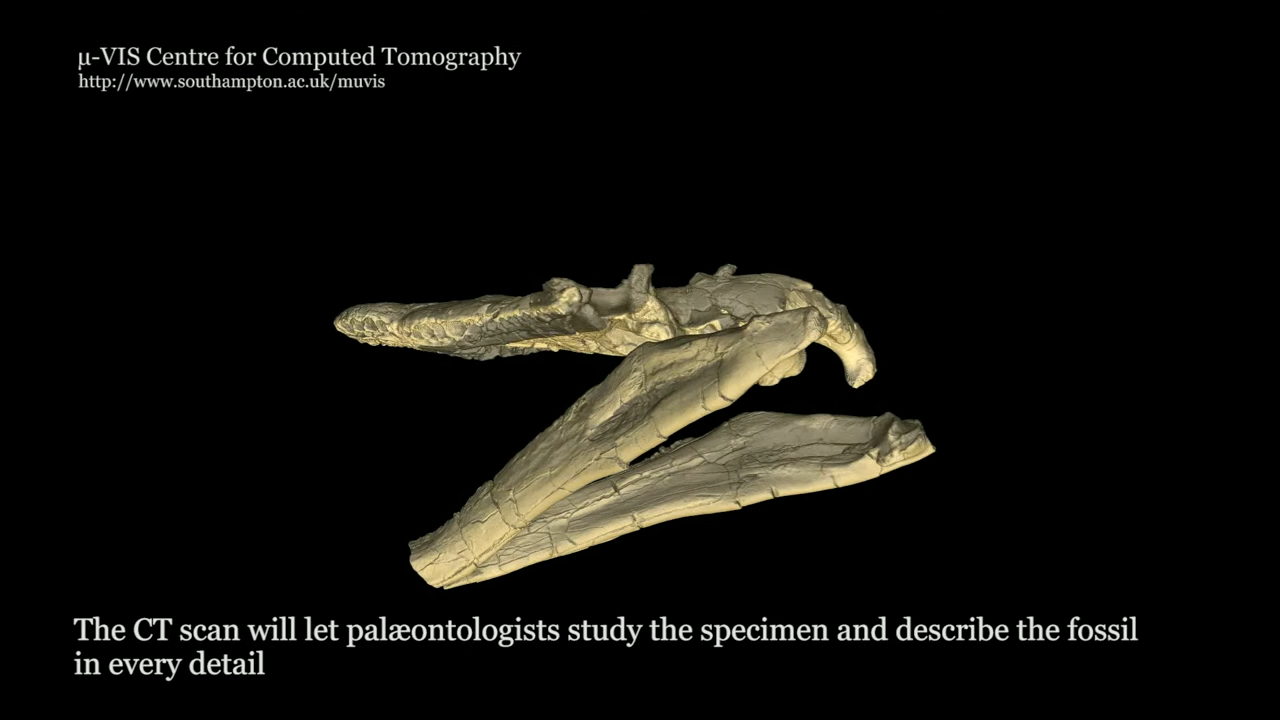 μ-VIS Centre for Computed Tomography
http://www.southampton.ac.uk/muvis
The CT scan will let palæontologists study the specimen and describe the fossil
in every detail